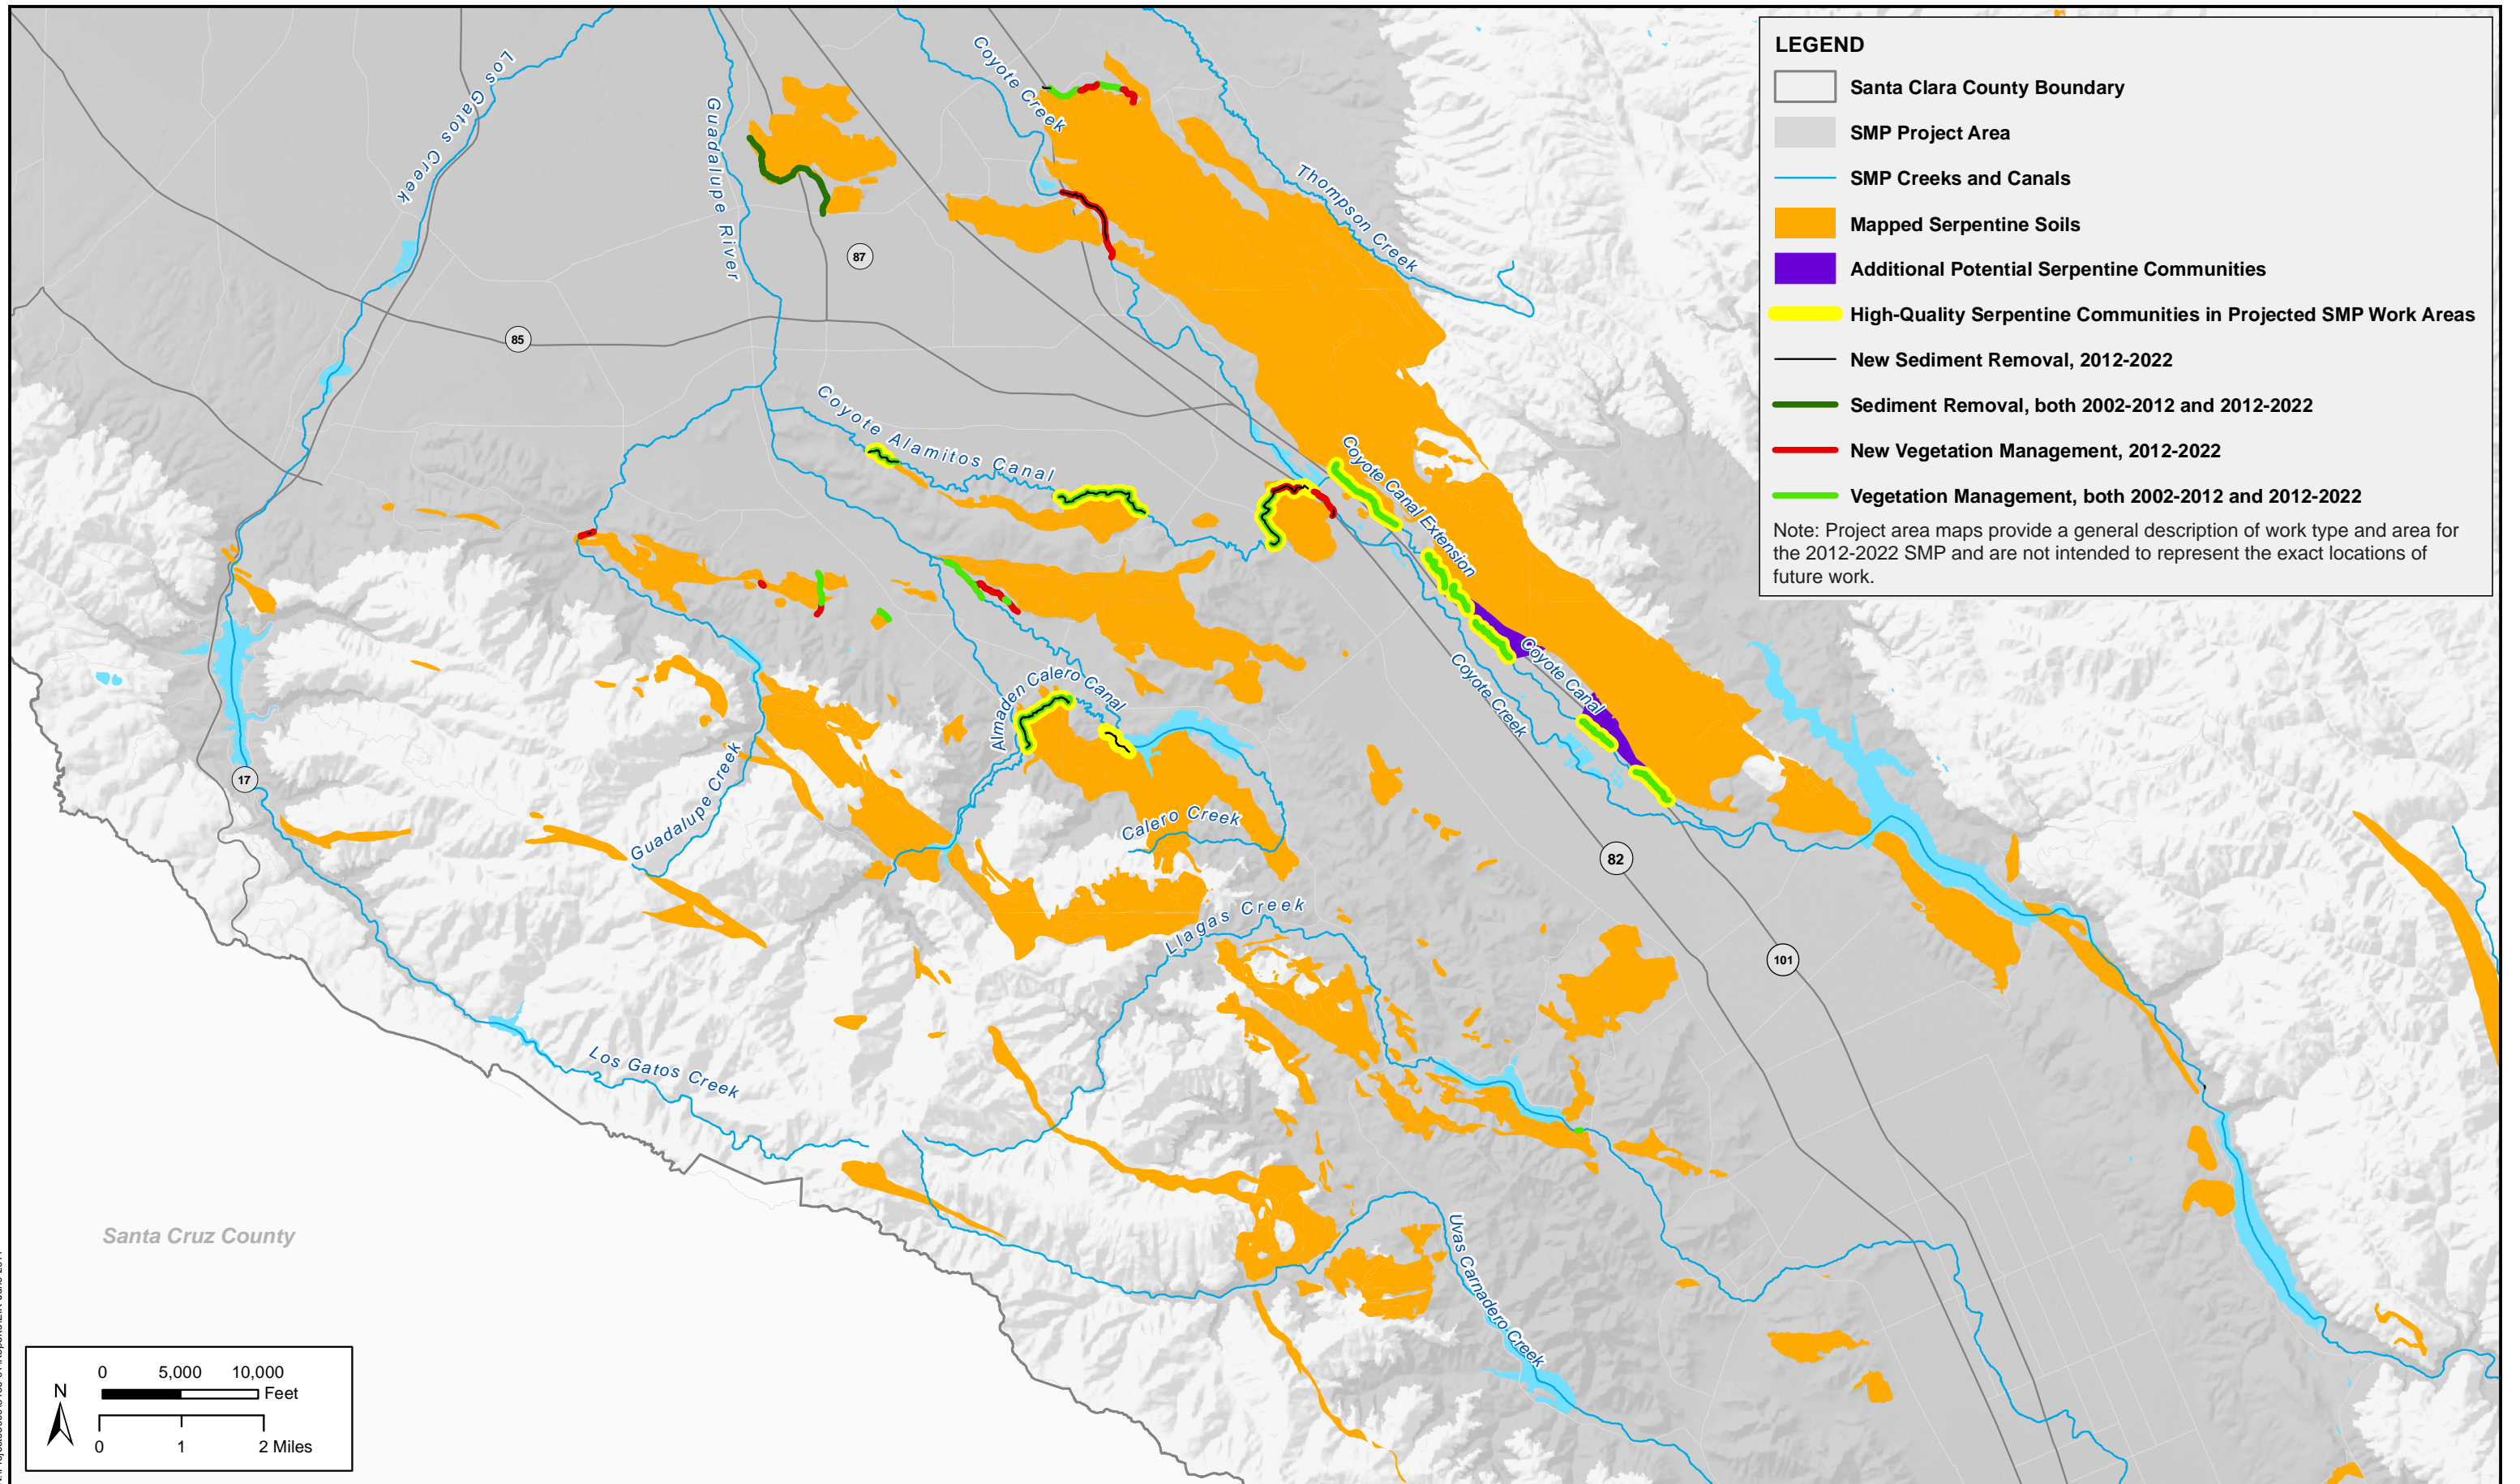 LEGEND
Santa Clara County Boundary
SMP Project Area
SMP Creeks and Canals
Mapped Serpentine Soils
Additional Potential Serpentine Communities
High-Quality Serpentine Communities in Projected SMP Work Areas
New Sediment Removal, 2012-2022
Sediment Removal, both 2002-2012 and 2012-2022
New Vegetation Management, 2012-2022
Vegetation Management, both 2002-2012 and 2012-2022
Note: Project area maps provide a general description of work type and area for
the 2012-2022 SMP and are not intended to represent the exact locations of
future work.
Los Gatos Creek
Guadalupe River
Coyote Creek
Thompson Creek
87
85
Coyote Alamitos Canal
Coyote Canal Extension
Coyote Canal
Coyote Creek
Almaden Calero Canal
Guadalupe Creek
17
Calero Creek
82
Llagas Creek
101
Los Gatos Creek
Uvas Carnadero Creek
Santa Cruz County
0 5,000 10,000
Feet
N
0 1 2 Miles